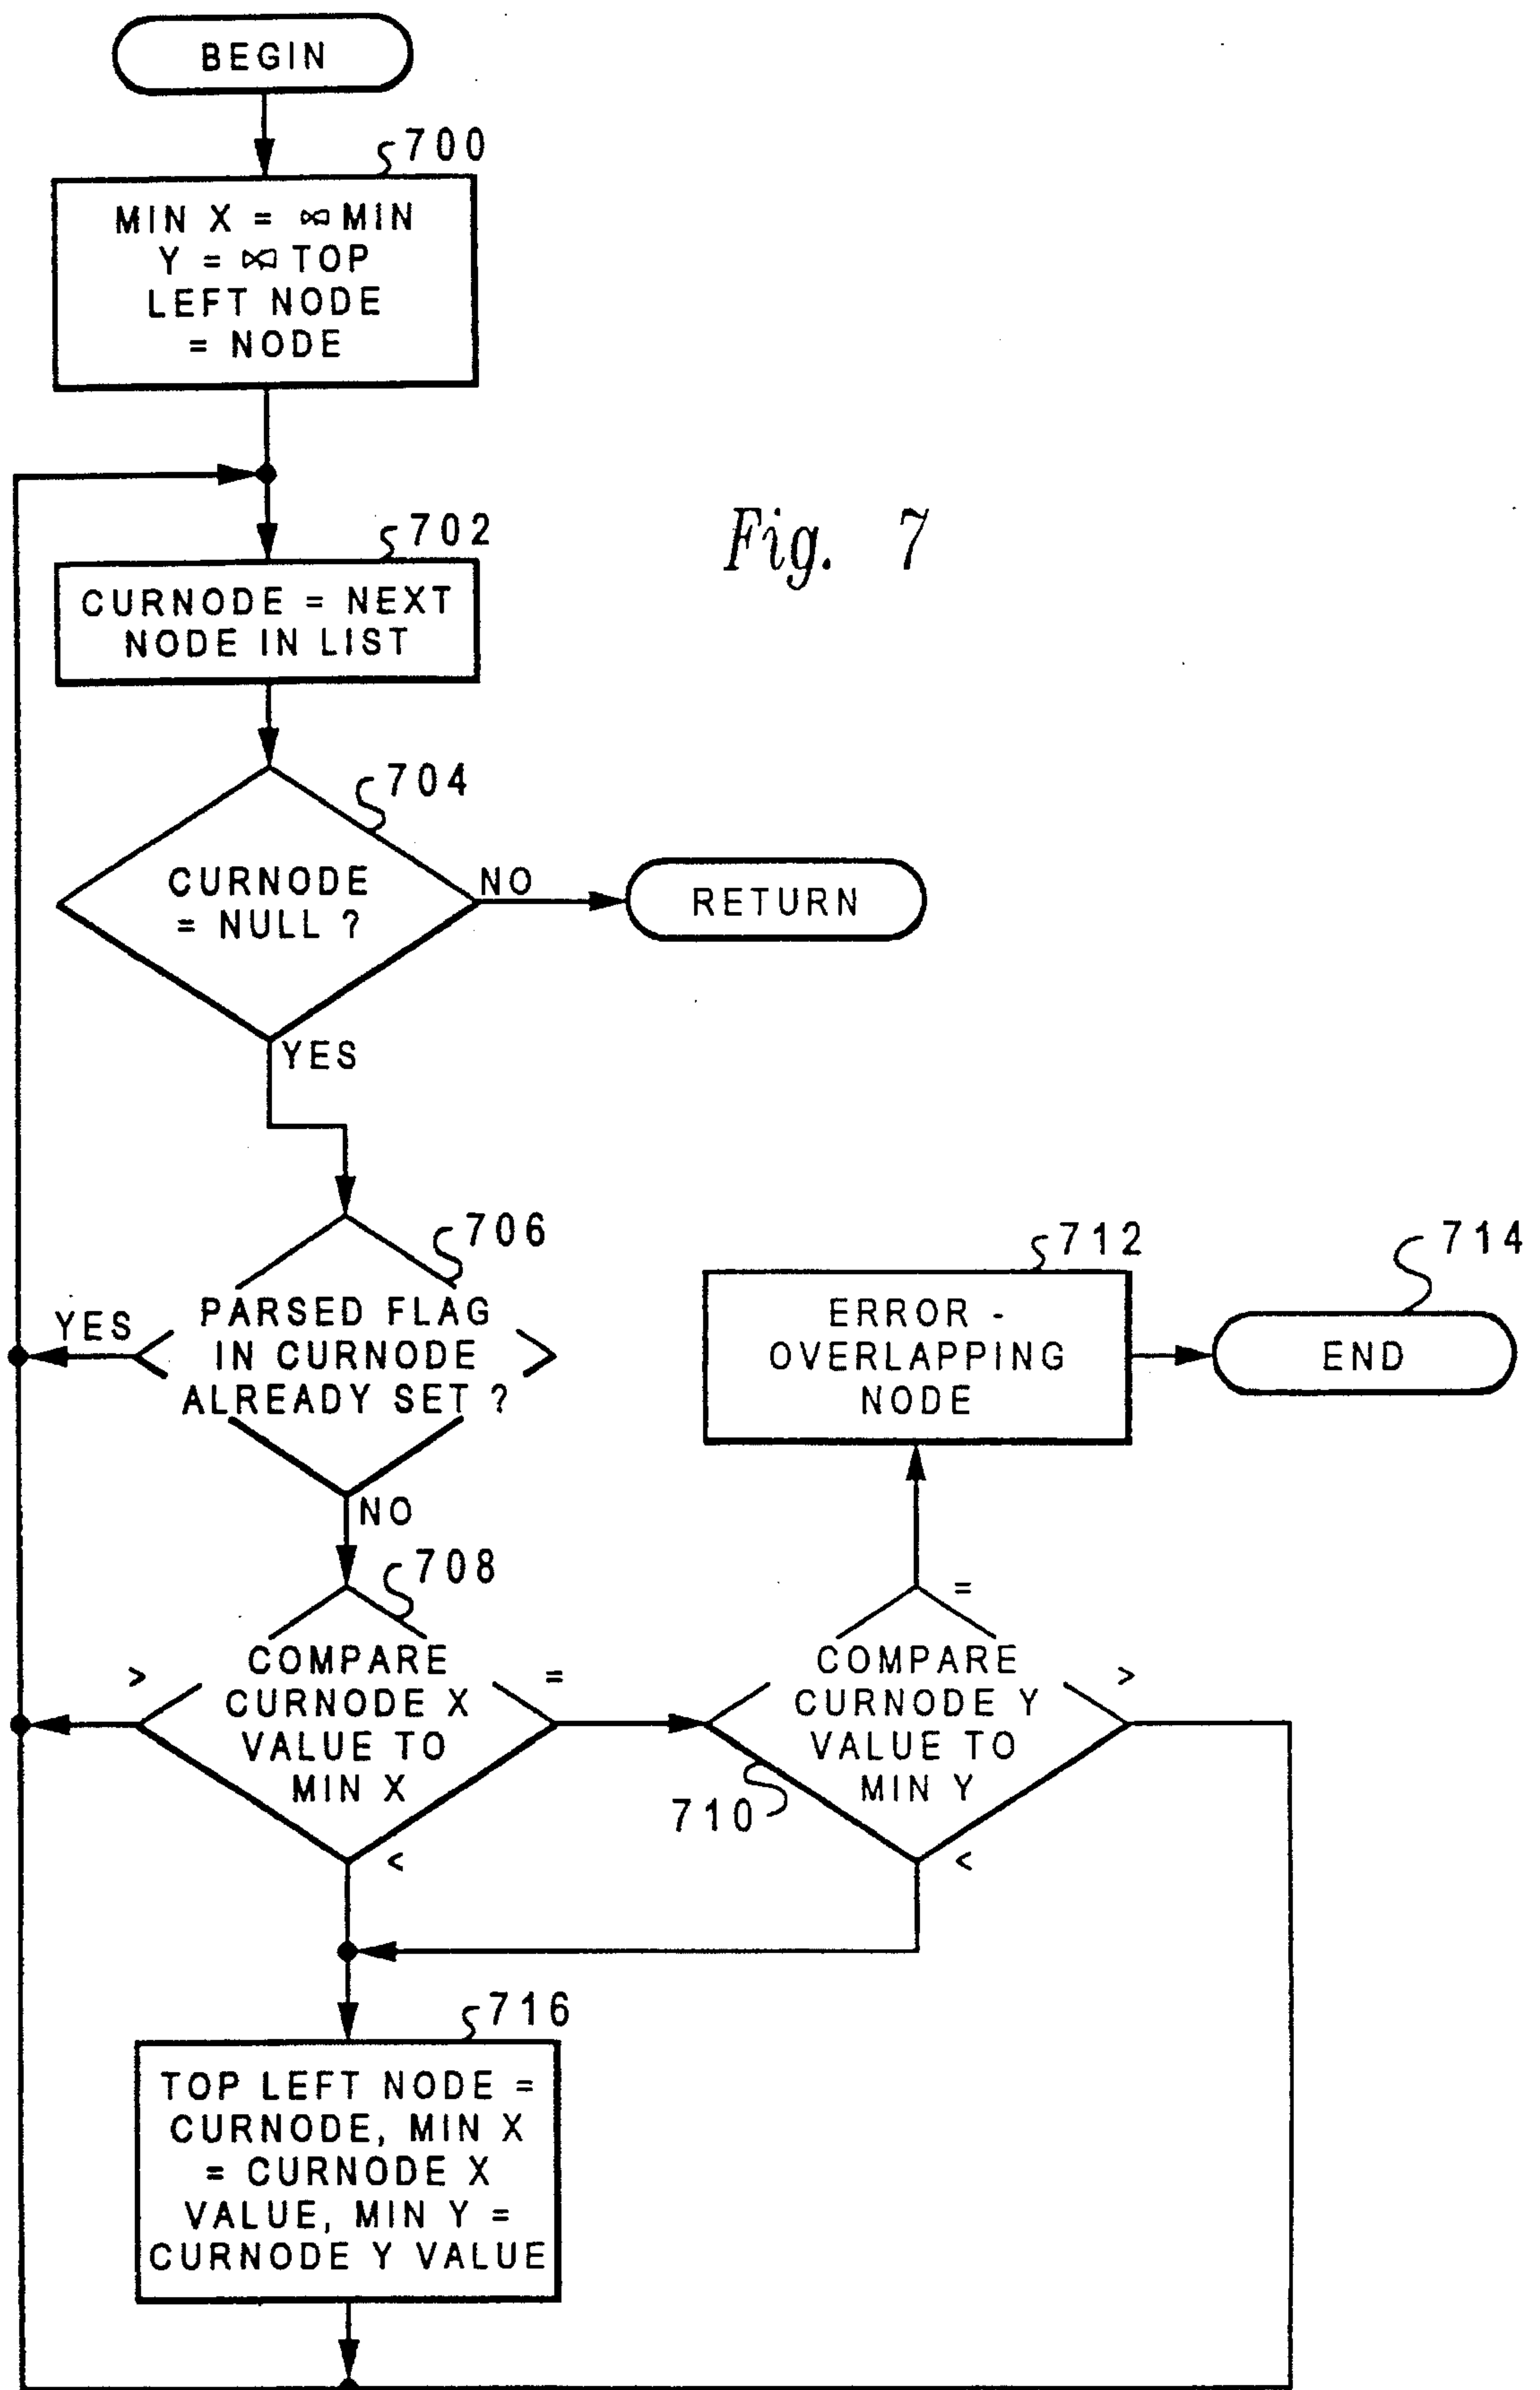 BEGIN
700
MIN X = ∞ MIN
Y = ∞ TOP
LEFT NODE
= NODE
702
CURNODE = NEXT
NODE IN LIST
Fig. 7
704
CURNODE
= NULL ?
NO
RETURN
YES
706
PARSED FLAG
IN CURNODE
ALREADY SET ?
YES
NO
712
ERROR -
OVERLAPPING
NODE
714
END
708
COMPARE
CURNODE X
VALUE TO
MIN X
>
=
<
710
COMPARE
CURNODE Y
VALUE TO
MIN Y
=
>
<
716
TOP LEFT NODE =
CURNODE, MIN X
= CURNODE X
VALUE, MIN Y =
CURNODE Y VALUE